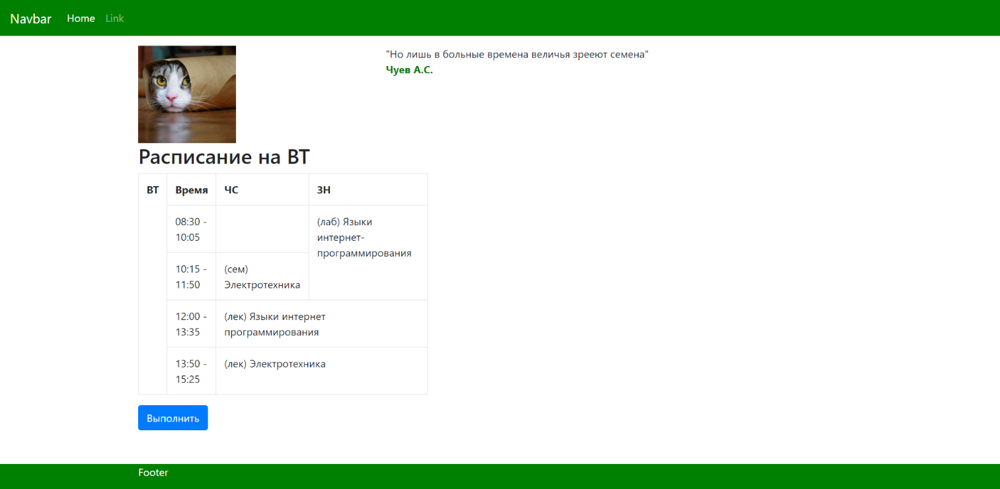 Navbar Home Link
"Но лишь в больные времена величья зрееют семена"
Чуев А.С.
Расписание на ВТ
ВТ Время ЧС ЗН
08:30 -
10:05
(лаб) Языки
интернет-
программирования
10:15 -
11:50
(сем)
Электротехника
12:00 -
13:35
(лек) Языки интернет
программирования
13:50 -
15:25
(лек) Электротехника
Выполнить
Footer